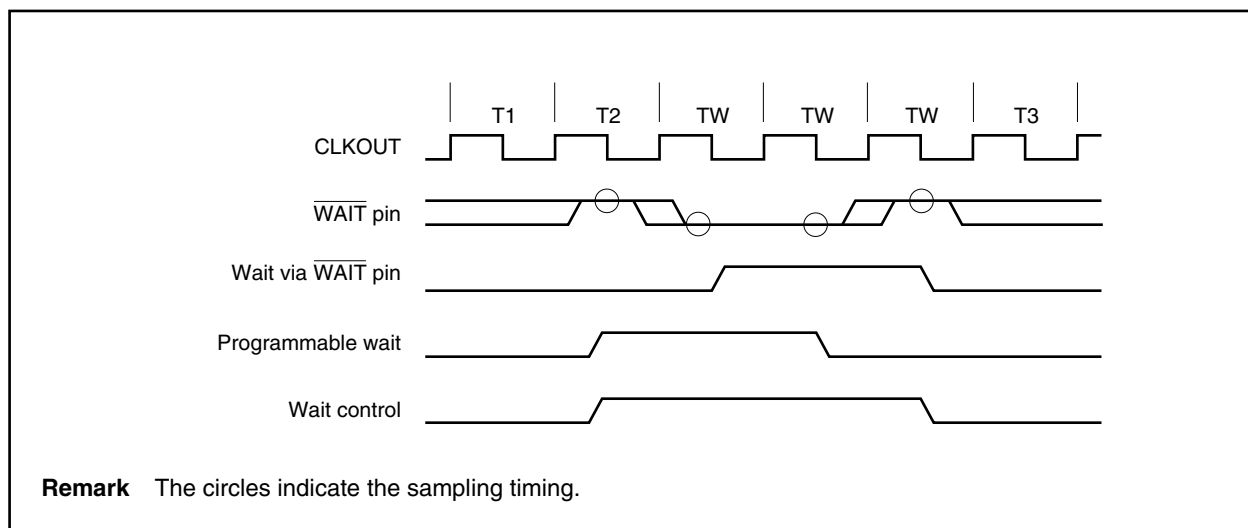 T1 T2 TW TW TW T3
CLKOUT
WAIT pin
Wait via WAIT pin
Programmable wait
Wait control
Remark The circles indicate the sampling timing.